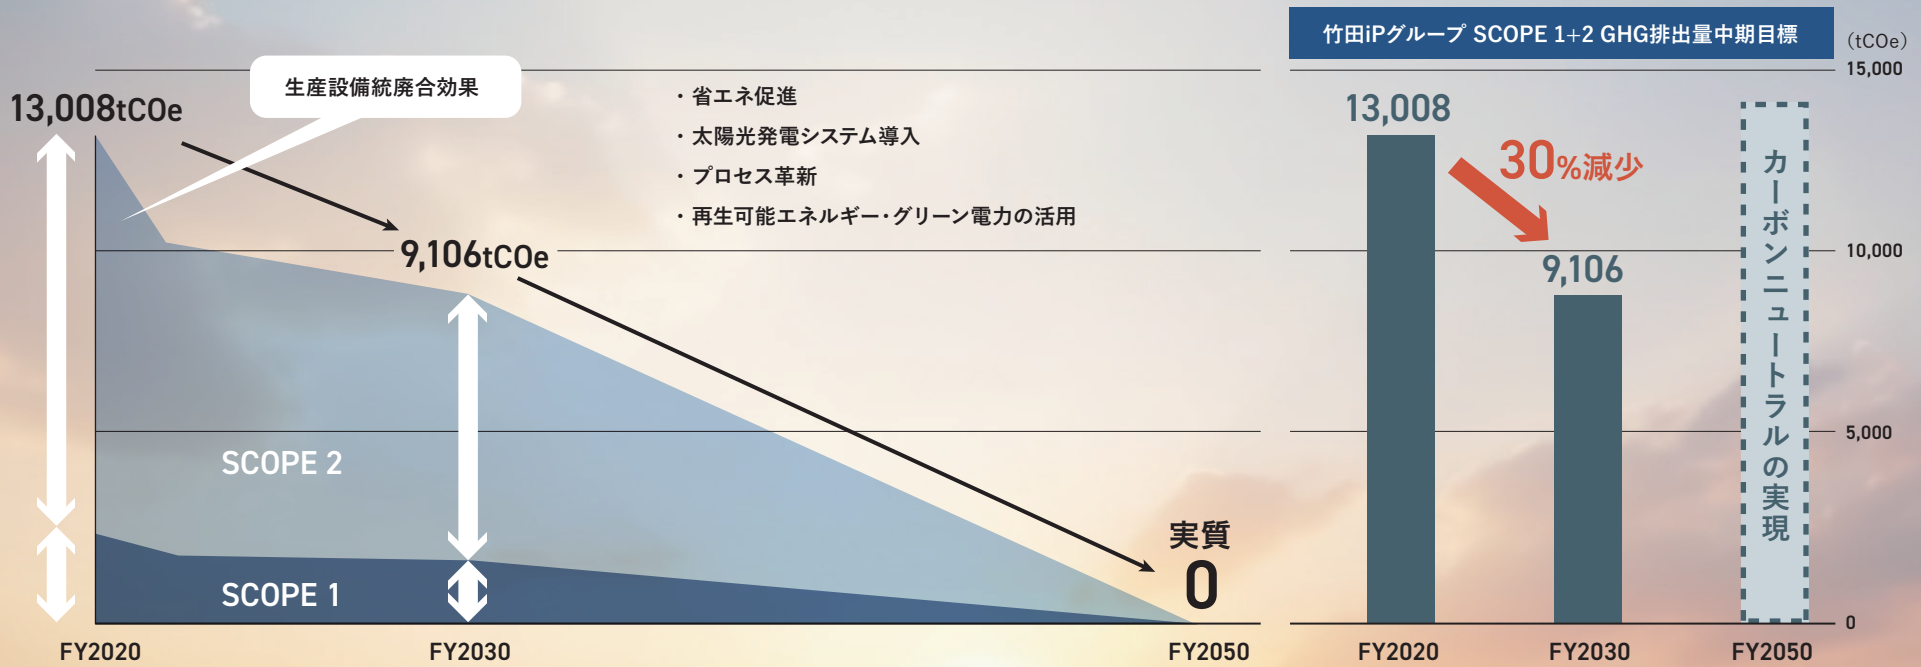 生産設備統廃合効果
13,008tCOe
9,106tCOe
・省エネ促進
・太陽光発電システム導入
・プロセス革新
・再生可能エネルギー・グリーン電力の活用
SCOPE 2
SCOPE 1
実質
0
FY2020
FY2030
FY2050
竹田iPグループ SCOPE 1+2 GHG排出量中期目標
（tCOe）
15,000
10,000
5,000
0
13,008
30%減少
9,106
カーボンニュートラルの実現
FY2020
FY2030
FY2050